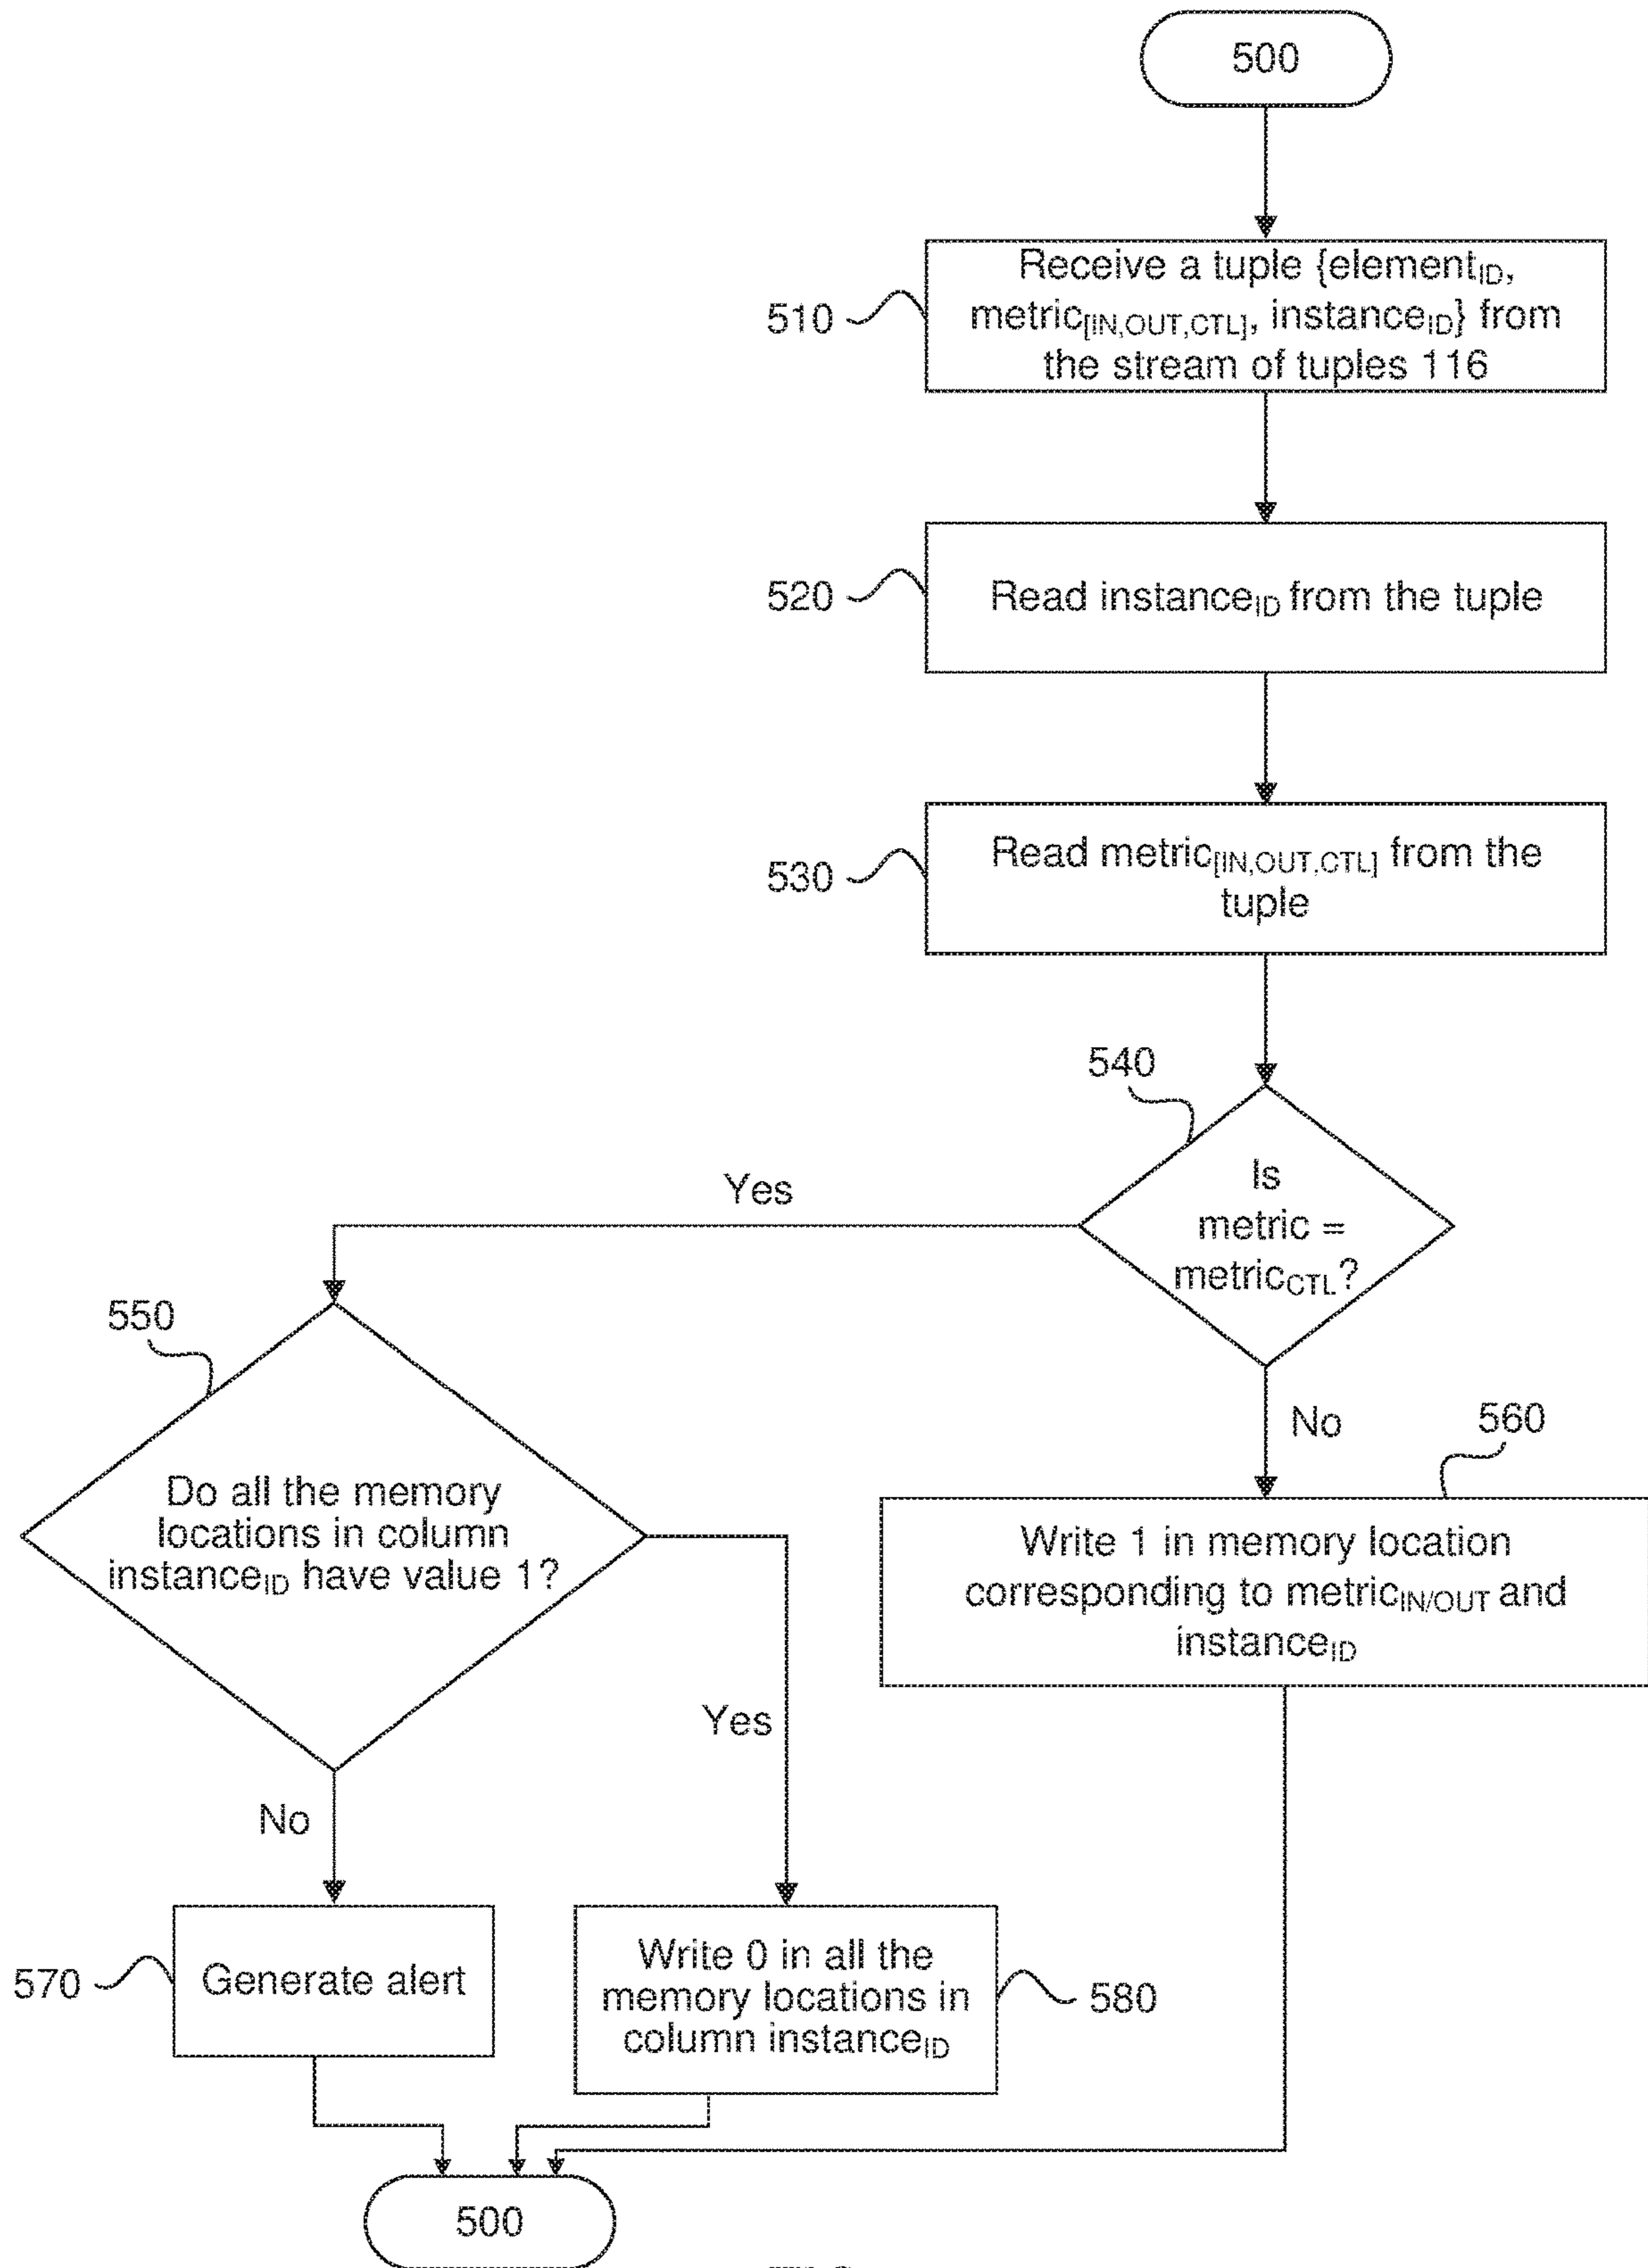 500
510
Receive a tuple {elementID,
metric[IN,OUT,CTL], instanceID} from
the stream of tuples 116
520
Read instanceID from the tuple
530
Read metric[IN,OUT,CTL] from the
tuple
540
Is
metric =
metricCTL?
Yes
No
550
Do all the memory
locations in column
instanceID have value 1?
560
Write 1 in memory location
corresponding to metricIN/OUT and
instanceID
Yes
No
570
Generate alert
Write 0 in all the
memory locations in
column instanceID
580
500